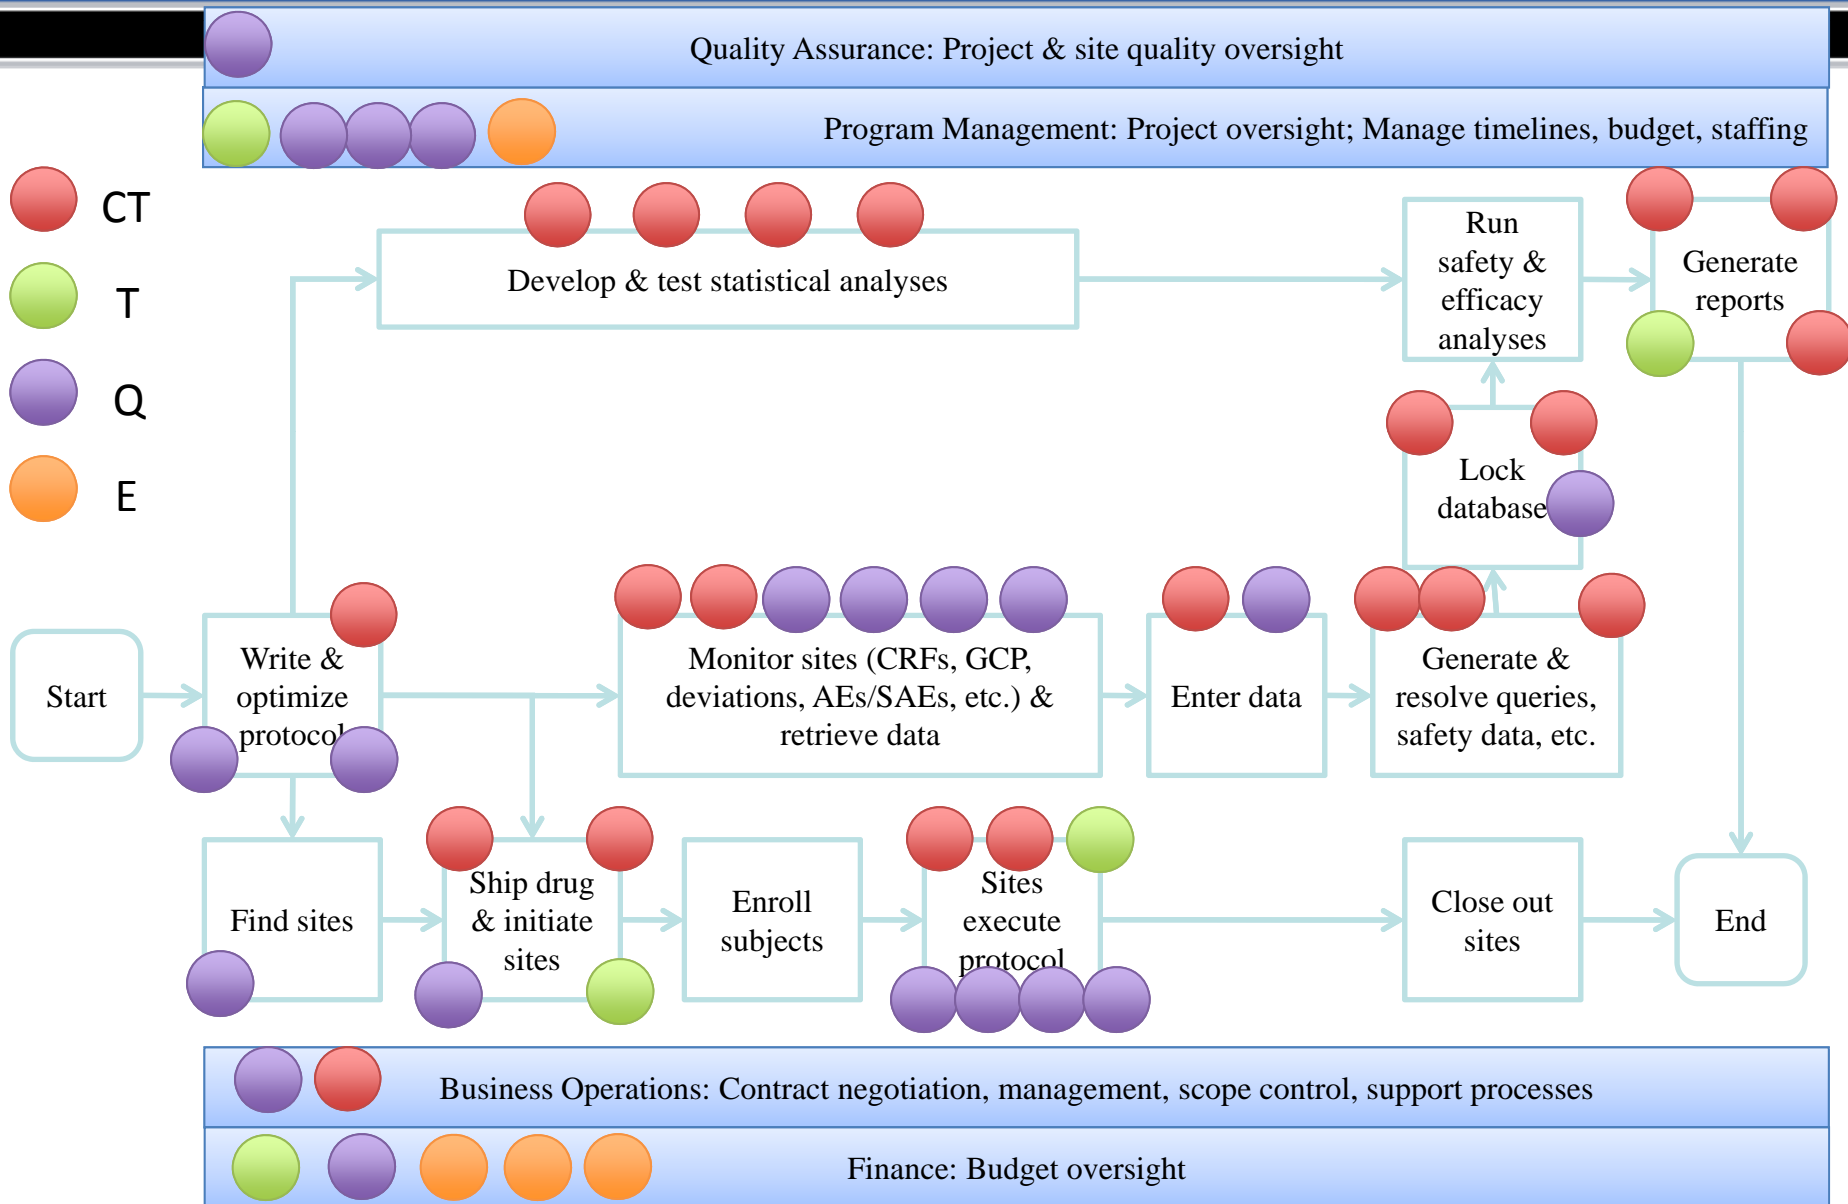 Quality Assurance: Project & site quality oversight
Program Management: Project oversight; Manage timelines, budget, staffing
CT
T
Q
E
Develop & test statistical analyses
Run
safety &
efficacy
analyses
Generate
reports
Lock
database
Start
Write &
optimize
protocol
Monitor sites (CRFs, GCP,
deviations, AEs/SAEs, etc.) &
retrieve data
Enter data
Generate &
resolve queries,
safety data, etc.
Find sites
Ship drug
& initiate
sites
Enroll
subjects
Sites
execute
protocol
Close out
sites
End
Business Operations: Contract negotiation, management, scope control, support processes
Finance: Budget oversight